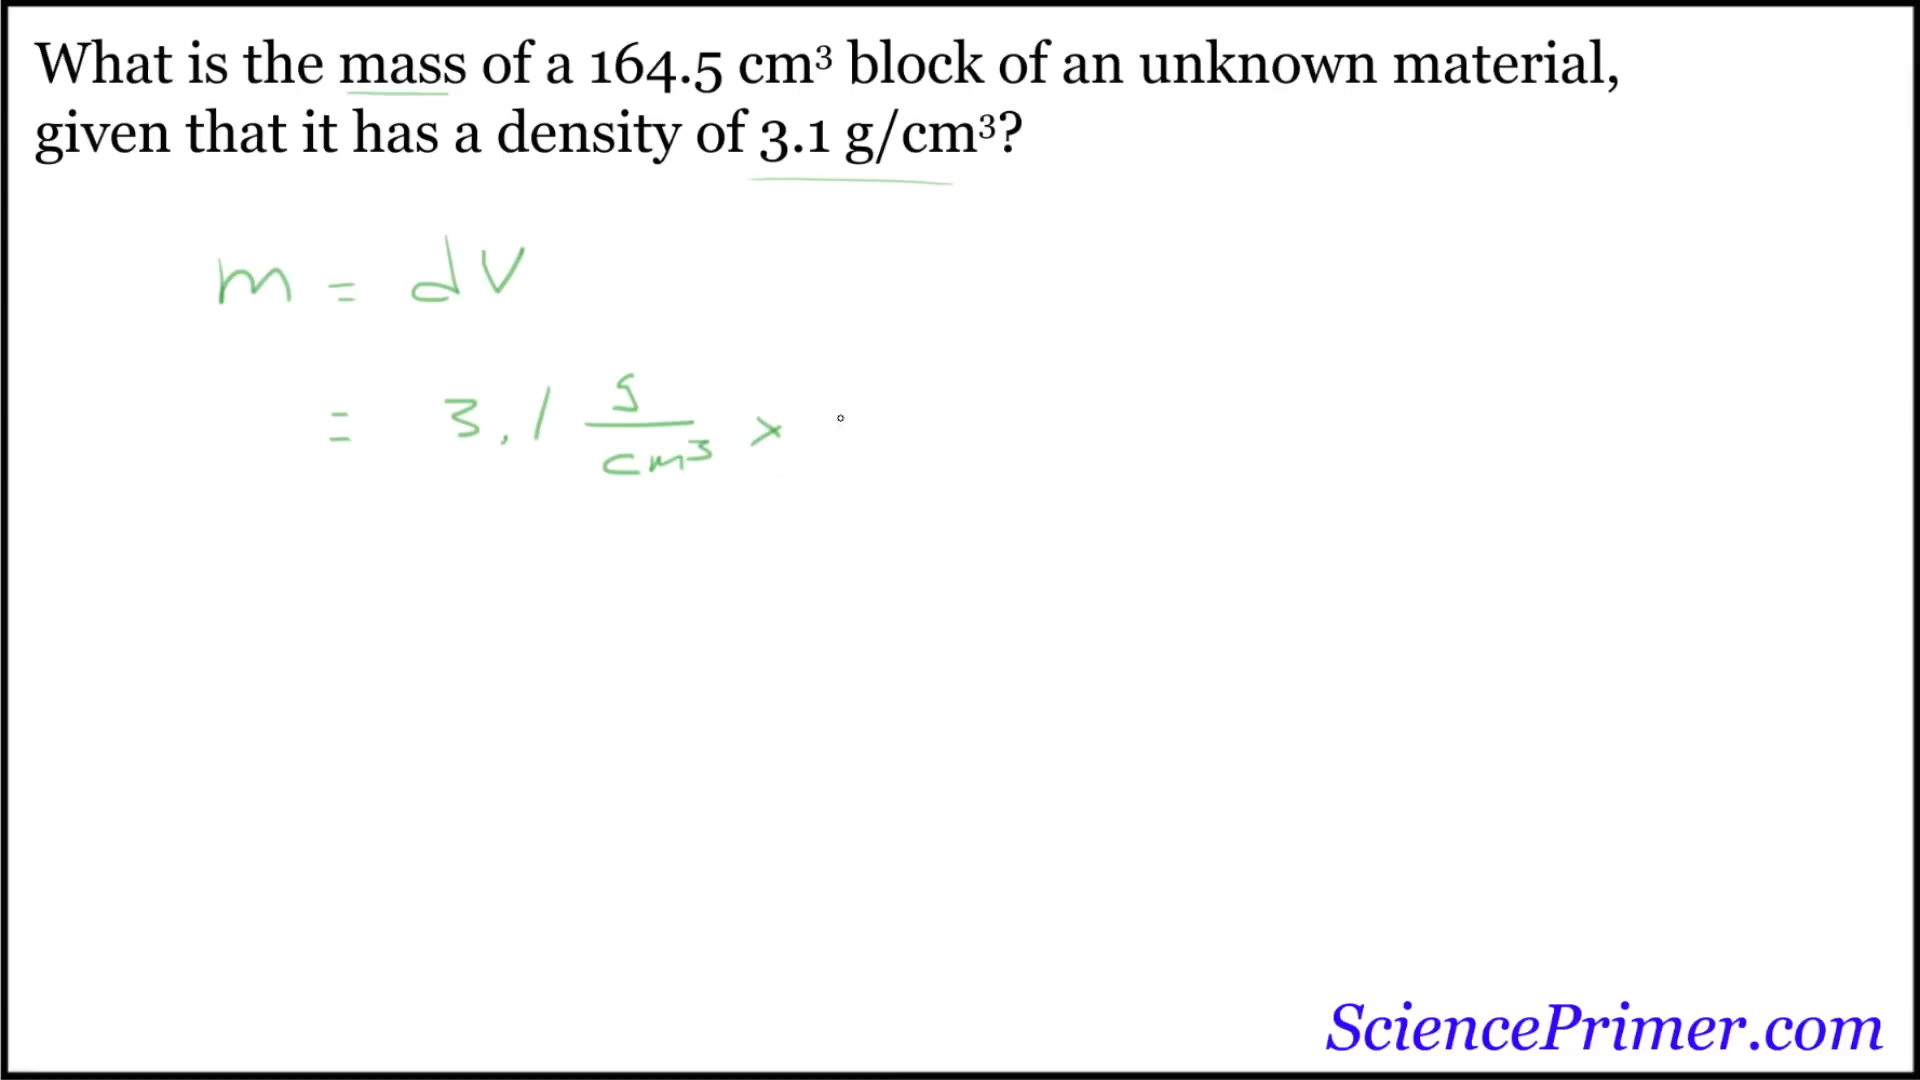 What is the mass of a 164.5 cm³ block of an unknown material,
given that it has a density of 3.1 g/cm³?
m = dV
= 3.1 g/cm³ ×
SciencePrimer.com